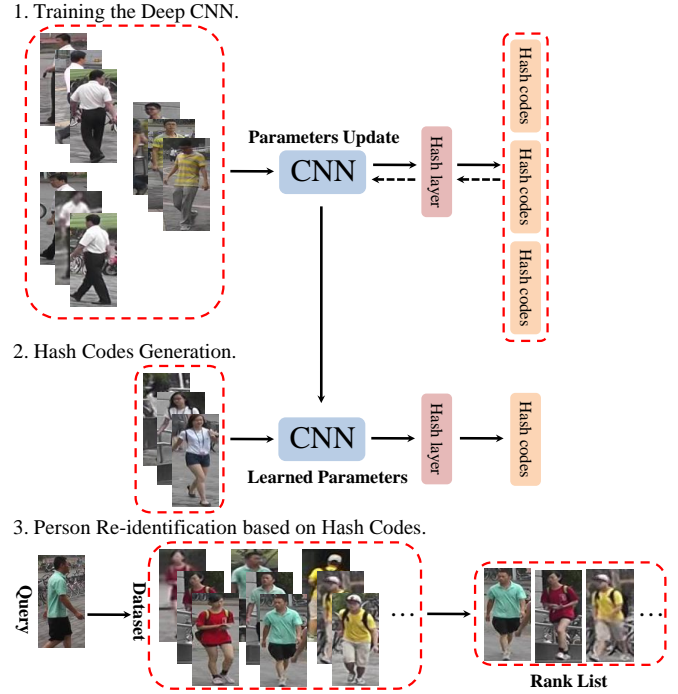 1. Training the Deep CNN.
Hash codes
Parameters Update
CNN
Hash layer
Hash codes
Hash codes
2. Hash Codes Generation.
CNN
Hash layer
Hash codes
Learned Parameters
3. Person Re-identification based on Hash Codes.
Query
Dataset
...
...
Rank List